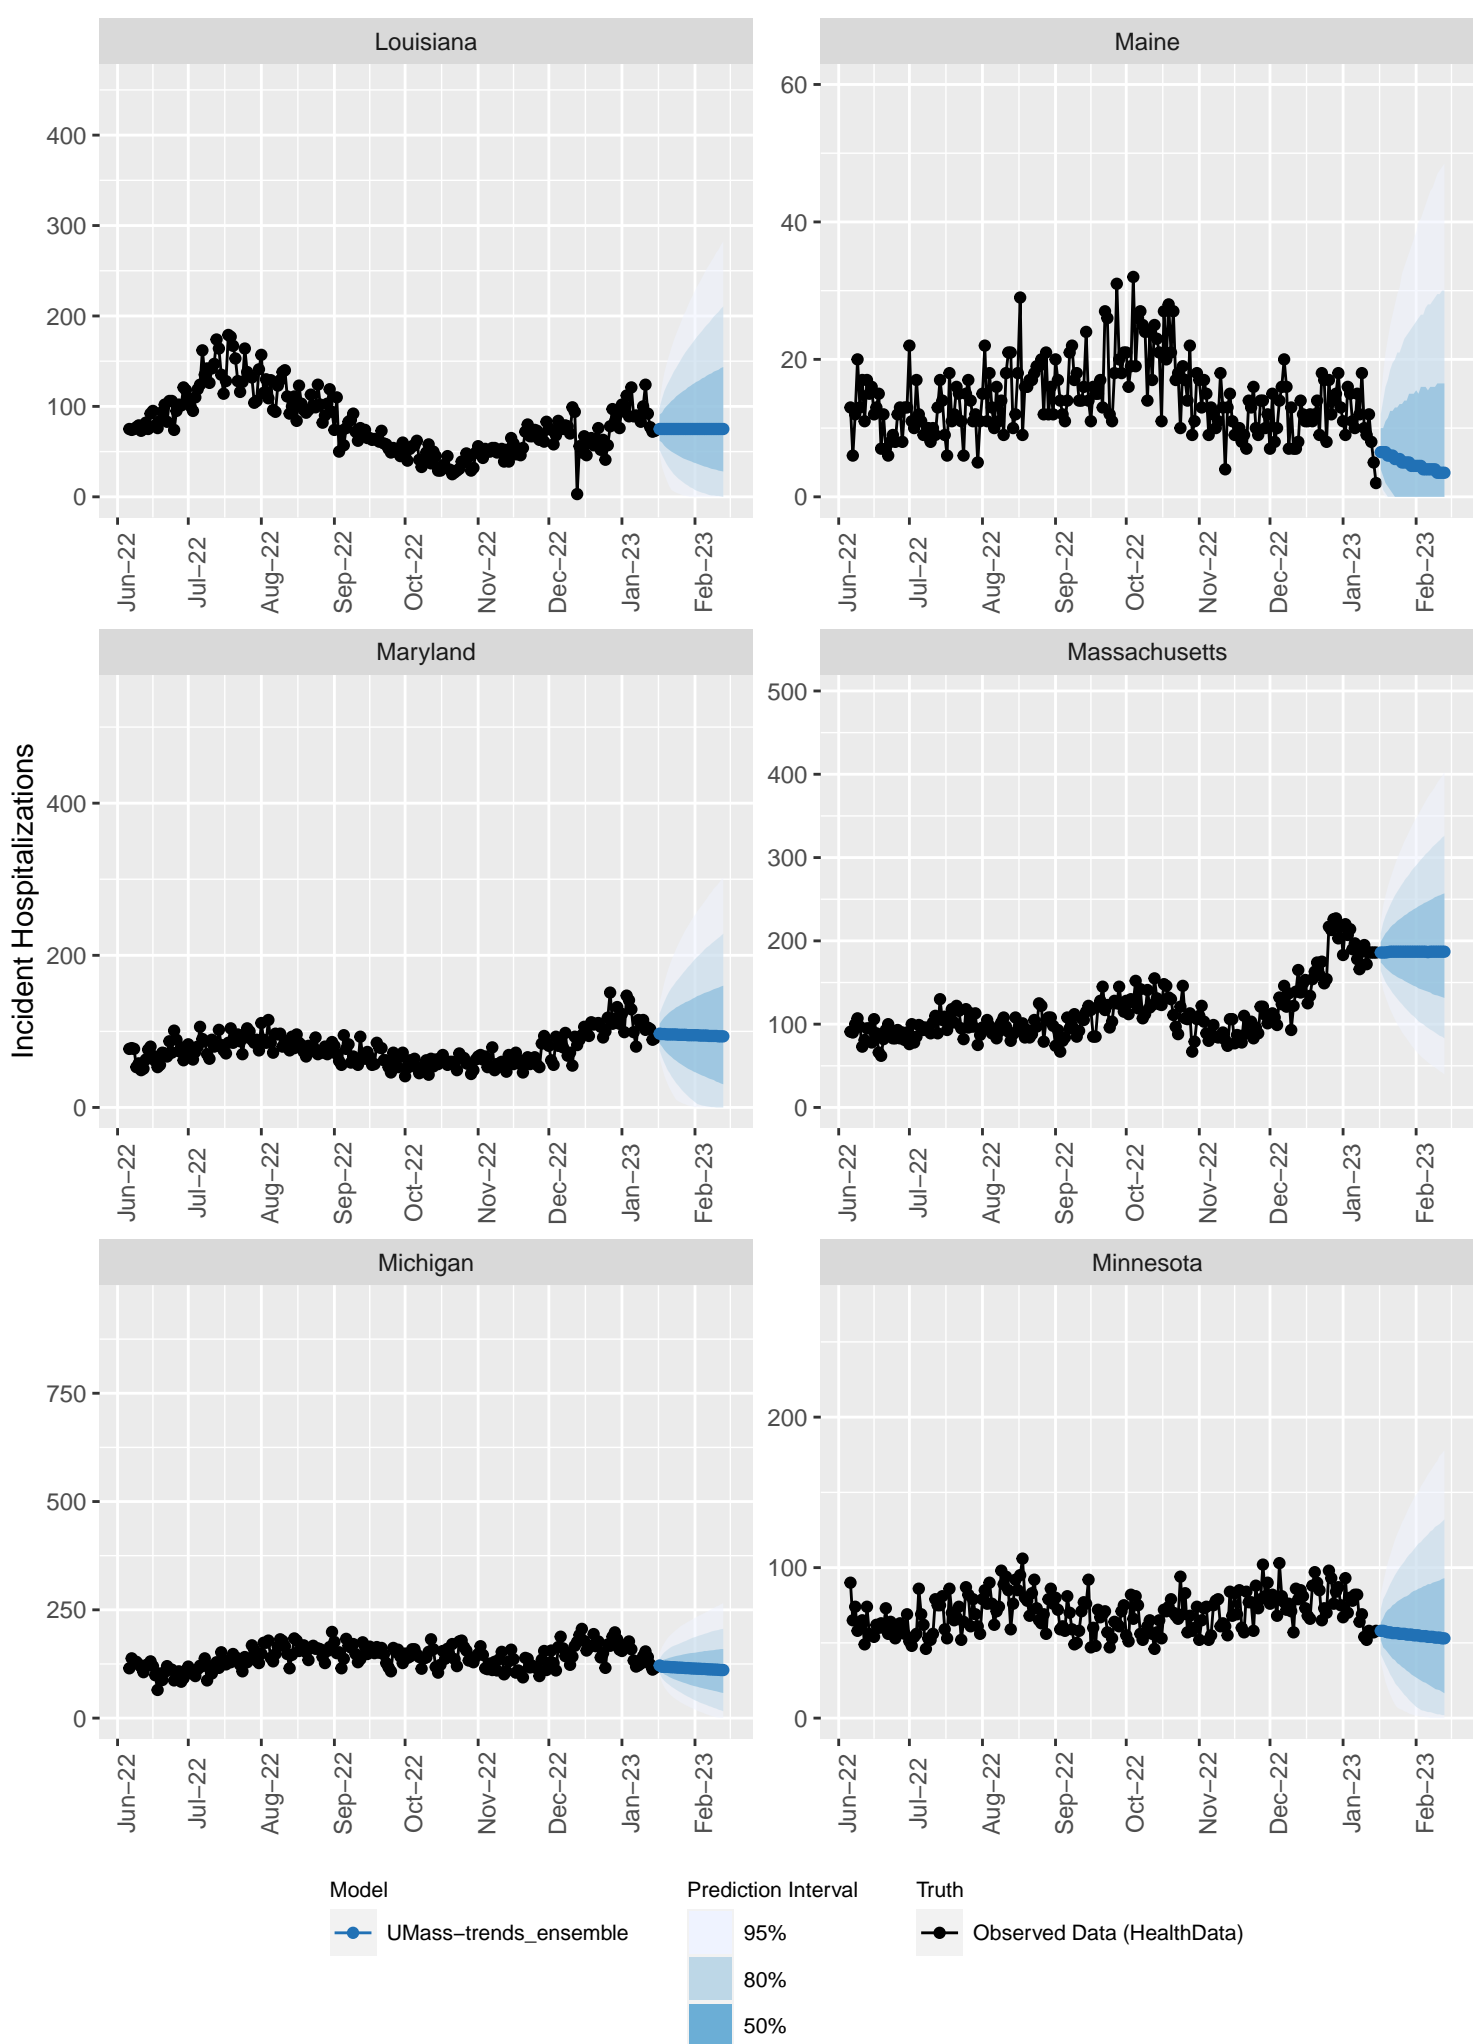 Incident Hospitalizations
Louisiana
400
300
200
100
0
Jun−22
Jul−22
Aug−22
Sep−22
Oct−22
Nov−22
Dec−22
Jan−23
Feb−23
Maine
60
40
20
0
Jun−22
Jul−22
Aug−22
Sep−22
Oct−22
Nov−22
Dec−22
Jan−23
Feb−23
Maryland
400
200
0
Jun−22
Jul−22
Aug−22
Sep−22
Oct−22
Nov−22
Dec−22
Jan−23
Feb−23
Massachusetts
500
400
300
200
100
0
Jun−22
Jul−22
Aug−22
Sep−22
Oct−22
Nov−22
Dec−22
Jan−23
Feb−23
Michigan
750
500
250
0
Jun−22
Jul−22
Aug−22
Sep−22
Oct−22
Nov−22
Dec−22
Jan−23
Feb−23
Minnesota
200
100
0
Jun−22
Jul−22
Aug−22
Sep−22
Oct−22
Nov−22
Dec−22
Jan−23
Feb−23
Model
UMass−trends_ensemble
Prediction Interval
95%
80%
50%
Truth
Observed Data (HealthData)